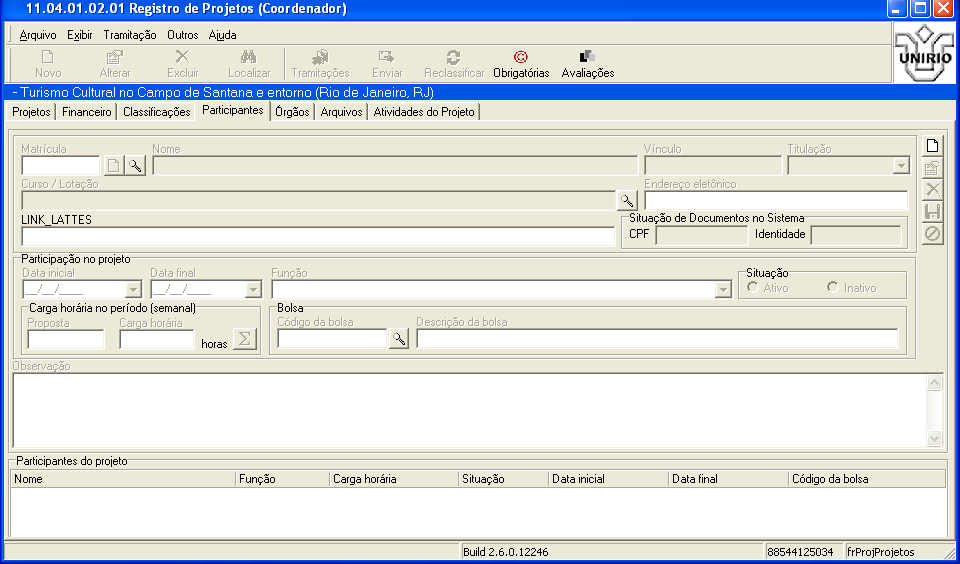 11.04.01.02.01 Registro de Projetos (Coordenador)
Arquivo Exibir Tramitação Outros Ajuda
Novo Alterar Excluir Localizar Tramitações Enviar Reclassificar Obrigatórias Avaliações
UNIRIO
- Turismo Cultural no Campo de Santana e entorno (Rio de Janeiro, RJ)
Projetos Financeiro Classificações Participantes Órgãos Arquivos Atividades do Projeto
Matrícula Nome Vínculo Titulação
Curso / Lotação Endereço eletônico
LINK_LATTES Situação de Documentos no Sistema
CPF Identidade
Participação no projeto
Data inicial Data final Função Situação
__/__/____ __/__/____ Ativo Inativo
Carga horária no período (semanal) Bolsa
Proposta Carga horária Código da bolsa Descrição da bolsa
horas Σ
Observação
Participantes do projeto
Nome Função Carga horária Situação Data inicial Data final Código da bolsa
Build 2.6.0.12246 88544125034 frProjProjetos